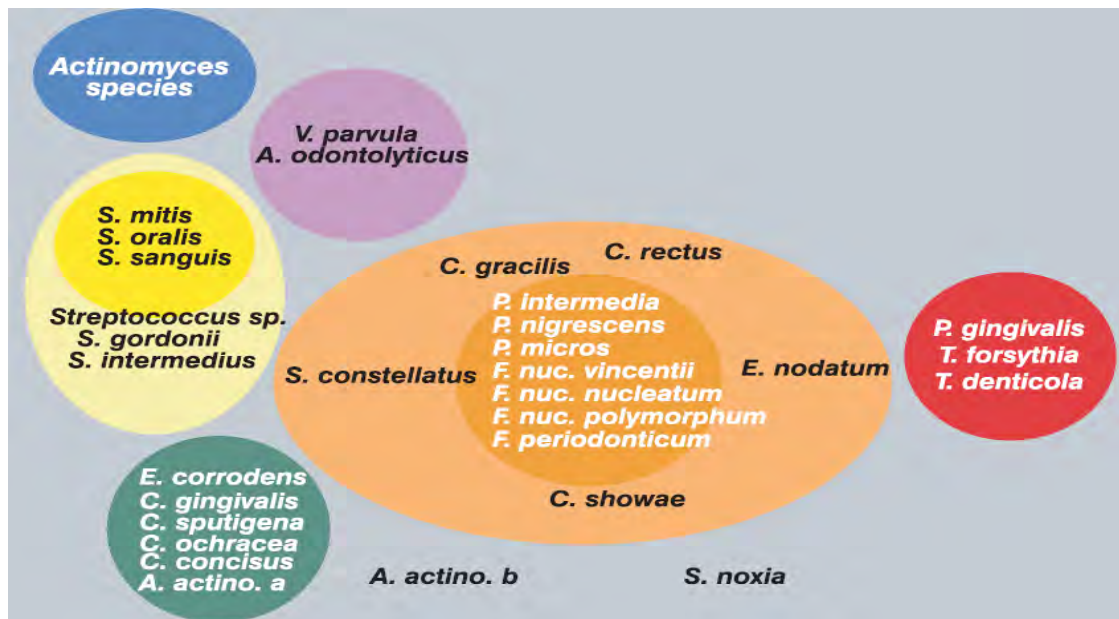 Actinomyces
species
V. parvula
A. odontolyticus
S. mitis
S. oralis
S. sanguis
Streptococcus sp.
S. gordonii
S. intermedius
C. gracilis
C. rectus
P. intermedia
P. nigrescens
P. micros
F. nuc. vincentii
F. nuc. nucleatum
F. nuc. polymorphum
F. periodonticum
S. constellatus
E. nodatum
C. showae
P. gingivalis
T. forsythia
T. denticola
E. corrodens
C. gingivalis
C. sputigena
C. ochracea
C. concisus
A. actino. a
A. actino. b
S. noxia